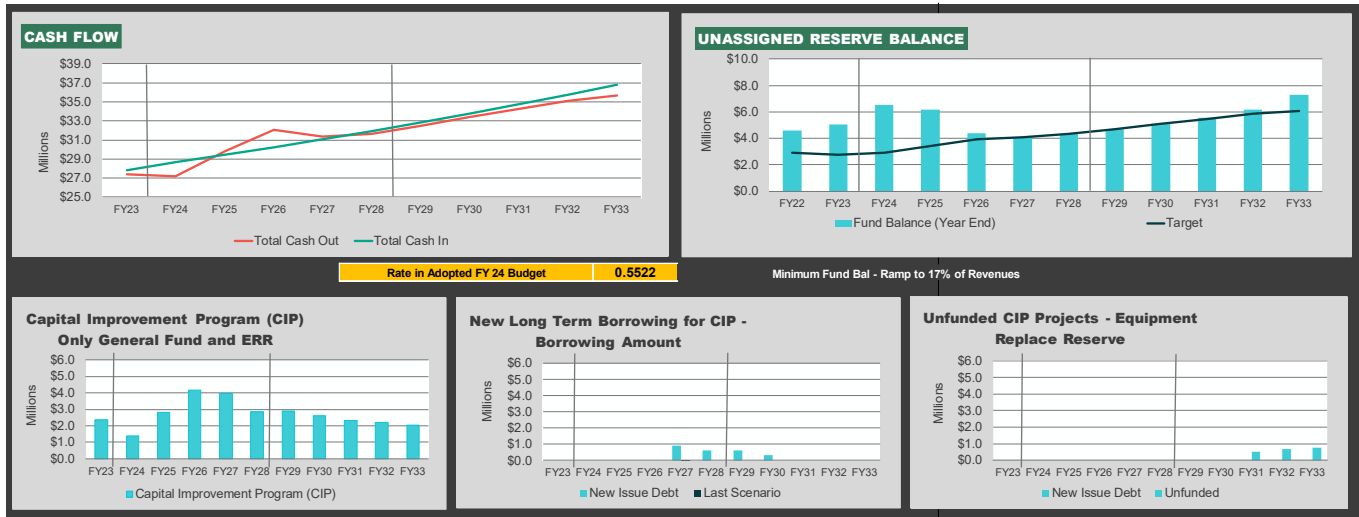 CASH FLOW
$39.0
$37.0
$35.0
$33.0
$31.0
$29.0
$27.0
$25.0
Millions
FY23 FY24 FY25 FY26 FY27 FY28 FY29 FY30 FY31 FY32 FY33
Total Cash Out Total Cash In
UNASSIGNED RESERVE BALANCE
$10.0
$8.0
$6.0
$4.0
$2.0
$0.0
Millions
FY22 FY23 FY24 FY25 FY26 FY27 FY28 FY29 FY30 FY31 FY32 FY33
Fund Balance (Year End) Target
Rate in Adopted FY 24 Budget 0.5522
Minimum Fund Bal - Ramp to 17% of Revenues
Capital Improvement Program (CIP)
Only General Fund and ERR
$6.0
$5.0
$4.0
$3.0
$2.0
$1.0
$0.0
Millions
FY23 FY24 FY25 FY26 FY27 FY28 FY29 FY30 FY31 FY32 FY33
Capital Improvement Program (CIP)
New Long Term Borrowing for CIP -
Borrowing Amount
$6.0
$5.0
$4.0
$3.0
$2.0
$1.0
$0.0
Millions
FY23 FY24 FY25 FY26 FY27 FY28 FY29 FY30 FY31 FY32 FY33
New Issue Debt Last Scenario
Unfunded CIP Projects - Equipment
Replace Reserve
$6.0
$5.0
$4.0
$3.0
$2.0
$1.0
$0.0
Millions
FY23 FY24 FY25 FY26 FY27 FY28 FY29 FY30 FY31 FY32 FY33
New Issue Debt Unfunded